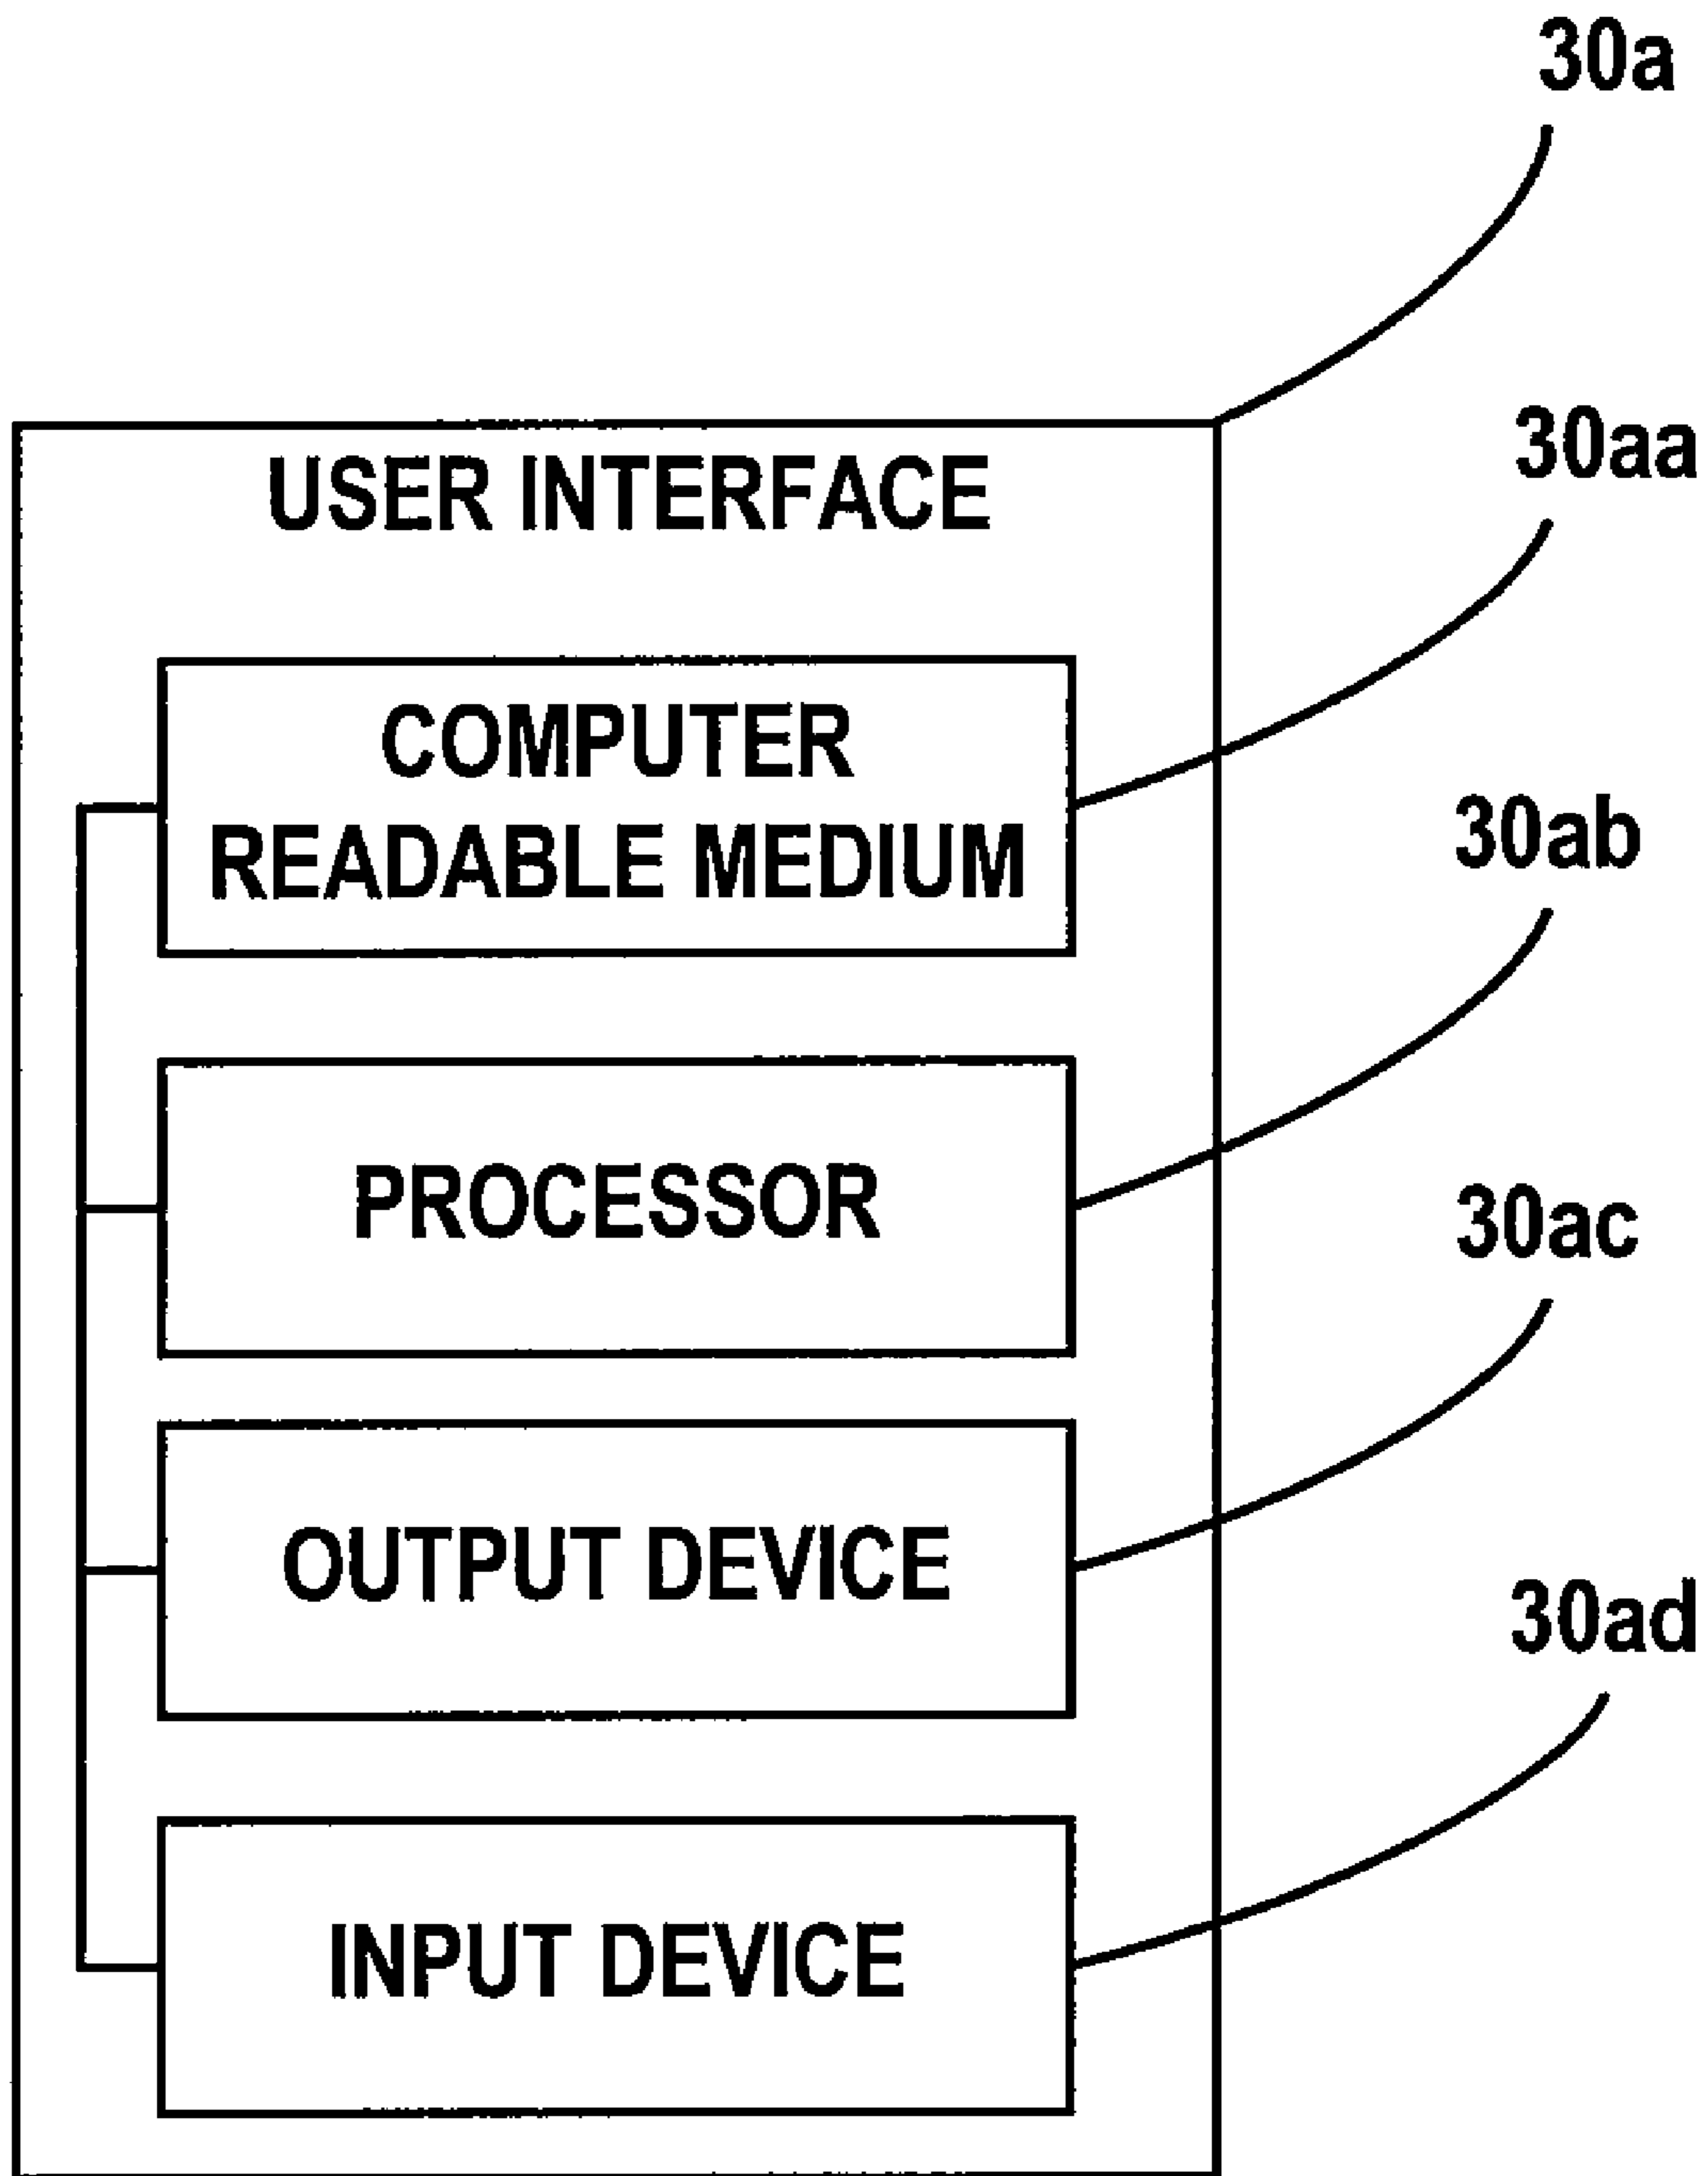 30a
USER INTERFACE
30aa
COMPUTER
READABLE MEDIUM
30ab
PROCESSOR
30ac
OUTPUT DEVICE
30ad
INPUT DEVICE